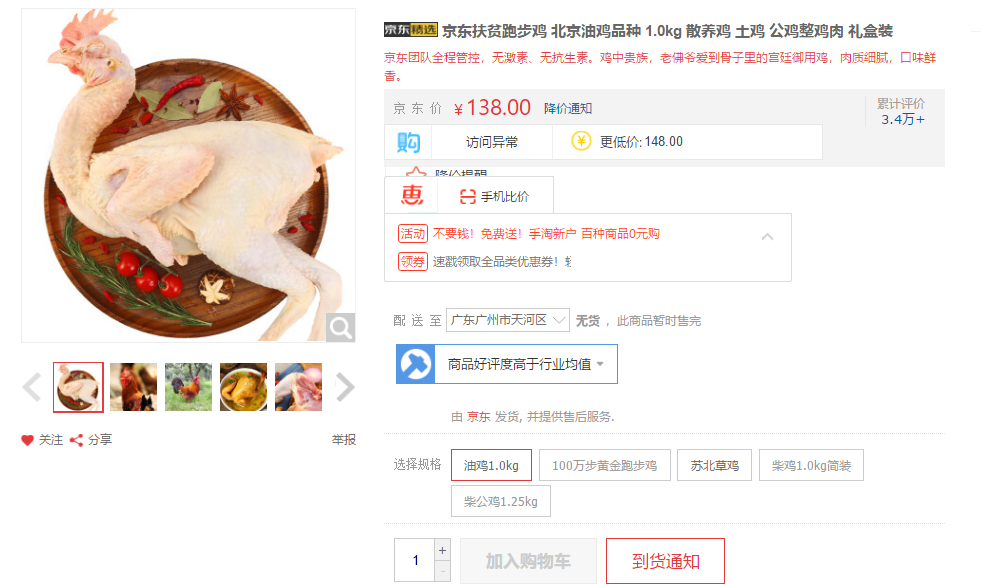 京东精选 京东扶贫跑步鸡 北京油鸡品种 1.0kg 散养鸡 土鸡 公鸡整鸡肉 礼盒装
京东团队全程管控，无激素、无抗生素。鸡中贵族，老佛爷爱到骨子里的宫廷御用鸡，肉质细腻，口味鲜
香。
京东价 ￥138.00 降价通知
累计评价
3.4万+
购 访问异常 ¥ 更低价: 148.00
降价提醒
惠 手机比价
活动 不要钱！免费送！手淘新户 百种商品0元购
领券 速戳领取全品类优惠券！
配送至 广东广州市天河区 无货，此商品暂时售完
商品好评度高于行业均值
由 京东 发货, 并提供售后服务.
关注 分享 举报
选择规格 油鸡1.0kg 100万步黄金跑步鸡 苏北草鸡 柴鸡1.0kg简装
柴公鸡1.25kg
1 + - 加入购物车 到货通知